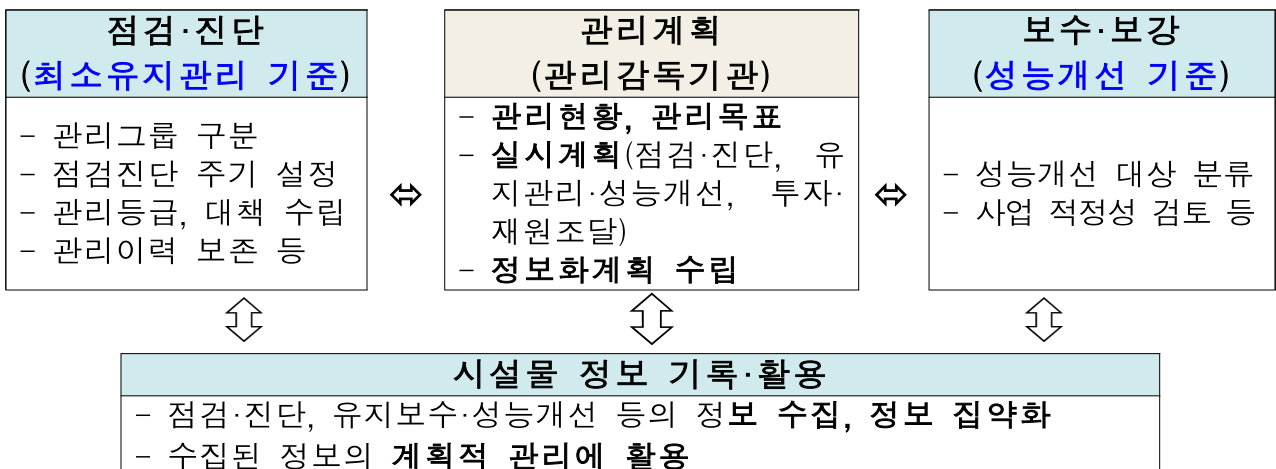 점검·진단
(최소유지관리 기준)
- 관리그룹 구분
- 점검진단 주기 설정
- 관리등급, 대책 수립
- 관리이력 보존 등
관리계획
(관리감독기관)
- 관리현황, 관리목표
- 실시계획(점검·진단, 유
지관리·성능개선, 투자·
재원조달)
- 정보화계획 수립
보수·보강
(성능개선 기준)
- 성능개선 대상 분류
- 사업 적정성 검토 등
시설물 정보 기록·활용
- 점검·진단, 유지보수·성능개선 등의 정보 수집, 정보 집약화
- 수집된 정보의 계획적 관리에 활용